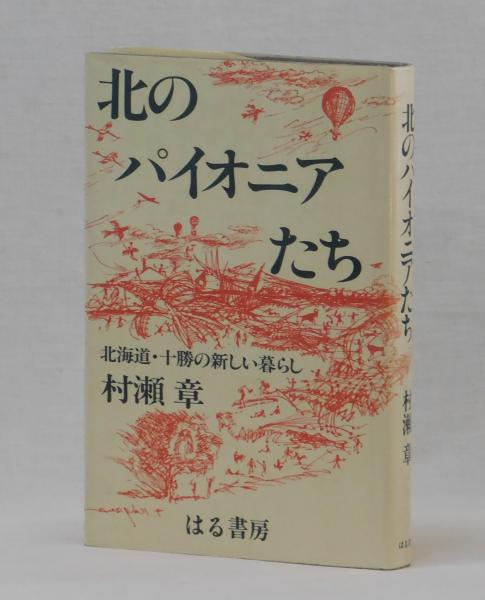 北の
パイオニア
たち
北海道・十勝の新しい暮らし
村瀬 章
はる書房
北のパイオニアたち
村瀬 章